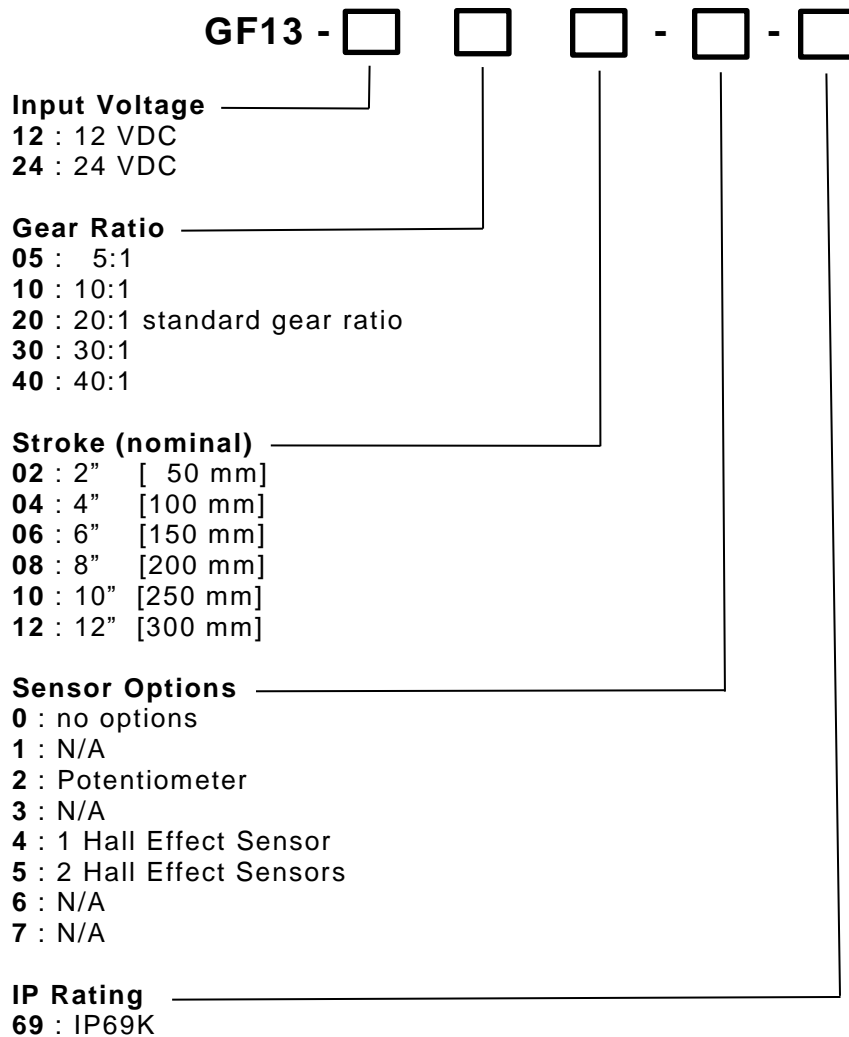 GF13 - - -
Input Voltage
12 : 12 VDC
24 : 24 VDC
Gear Ratio
05 : 5:1
10 : 10:1
20 : 20:1 standard gear ratio
30 : 30:1
40 : 40:1
Stroke (nominal)
02 : 2” [ 50 mm]
04 : 4” [100 mm]
06 : 6” [150 mm]
08 : 8” [200 mm]
10 : 10” [250 mm]
12 : 12” [300 mm]
Sensor Options
0 : no options
1 : N/A
2 : Potentiometer
3 : N/A
4 : 1 Hall Effect Sensor
5 : 2 Hall Effect Sensors
6 : N/A
7 : N/A
IP Rating
69 : IP69K